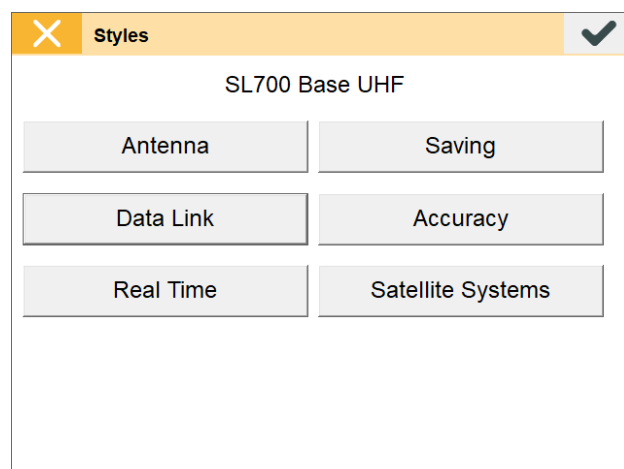 Styles
SL700 Base UHF
Antenna
Saving
Data Link
Accuracy
Real Time
Satellite Systems